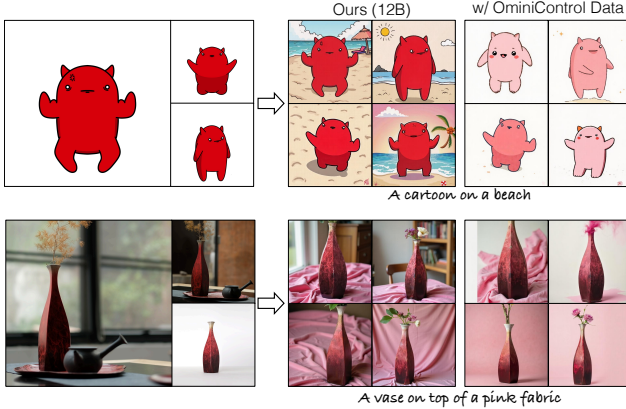 Ours (12B)
w/ OminiControl Data
A cartoon on a beach
A vase on top of a pink fabric